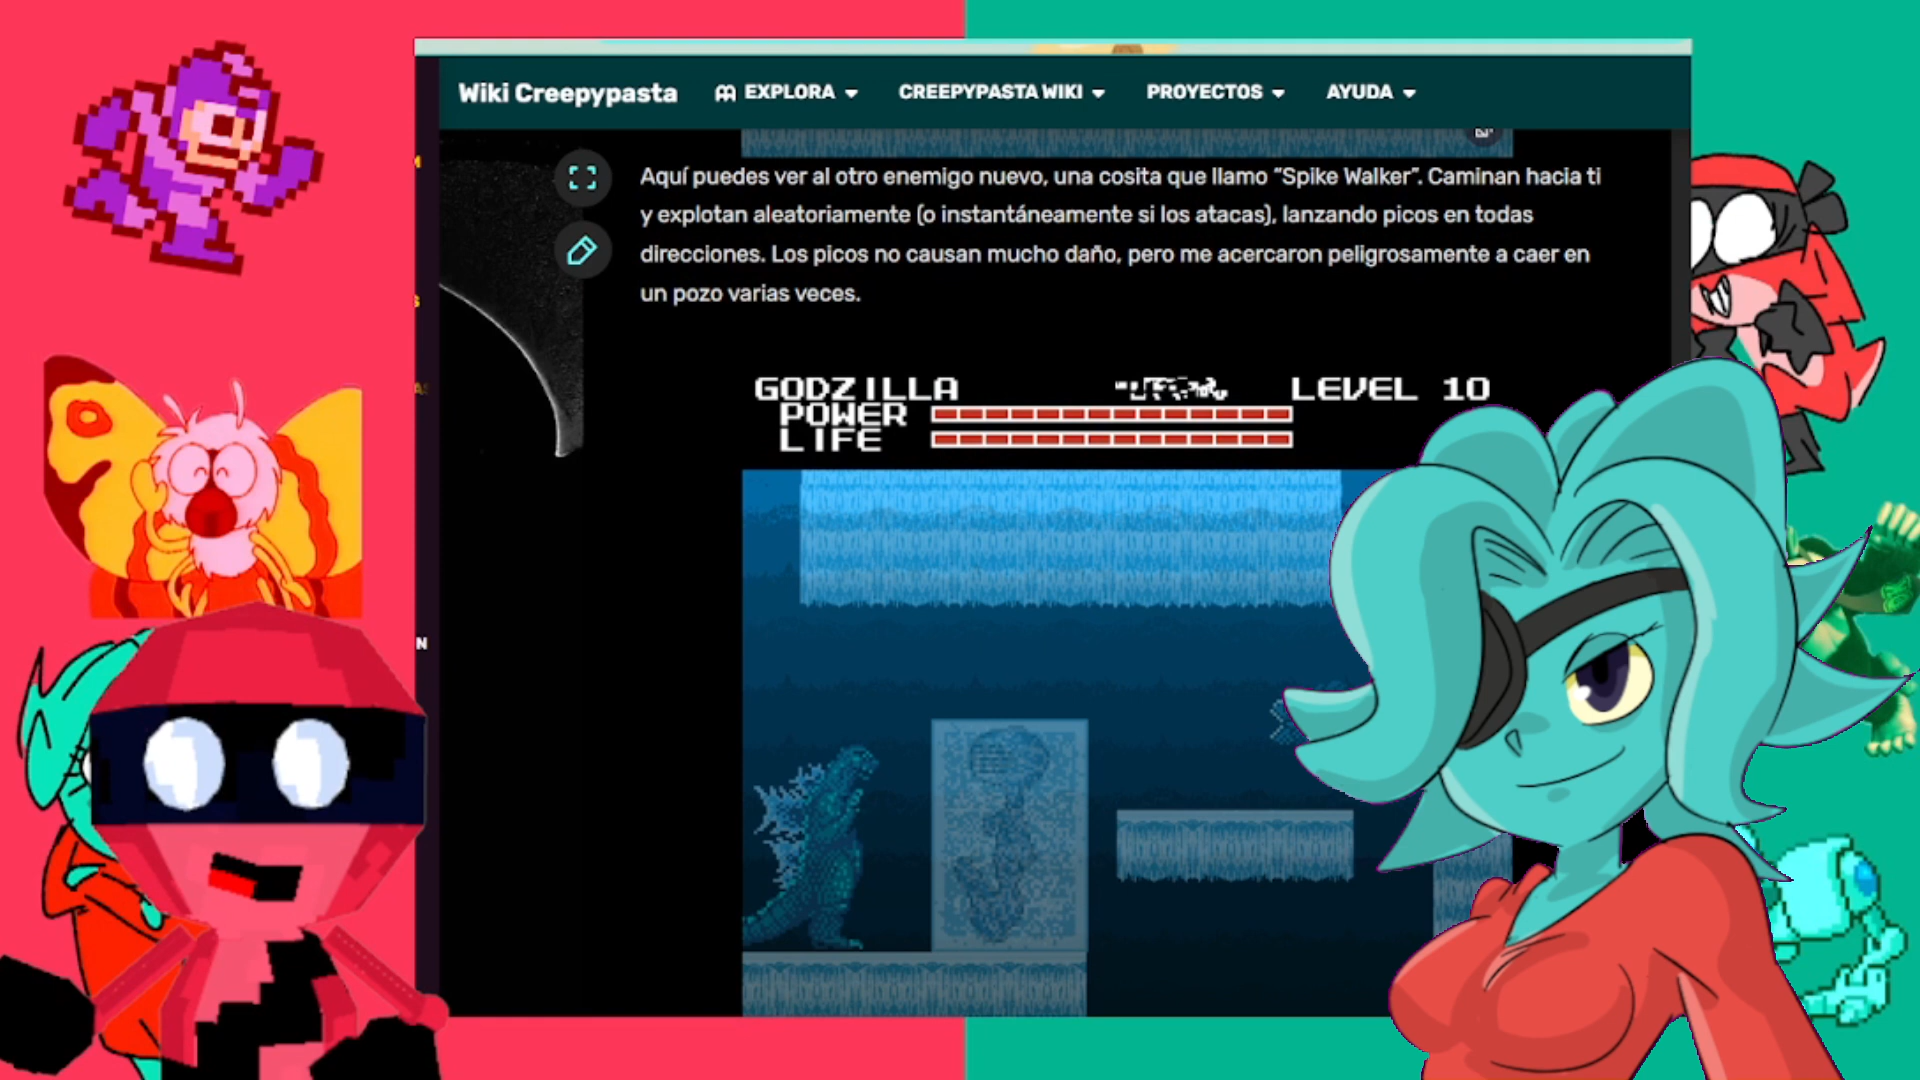 Wiki Creepypasta EXPLORA CREEPYPASTA WIKI PROYECTOS AYUDA
Aquí puedes ver al otro enemigo nuevo, una cosita que llamo “Spike Walker”. Caminan hacia ti
y explotan aleatoriamente (o instantáneamente si los atacas), lanzando picos en todas
direcciones. Los picos no causan mucho daño, pero me acercaron peligrosamente a caer en
un pozo varias veces.
GODZILLA LEVEL 10
POWER
LIFE
N